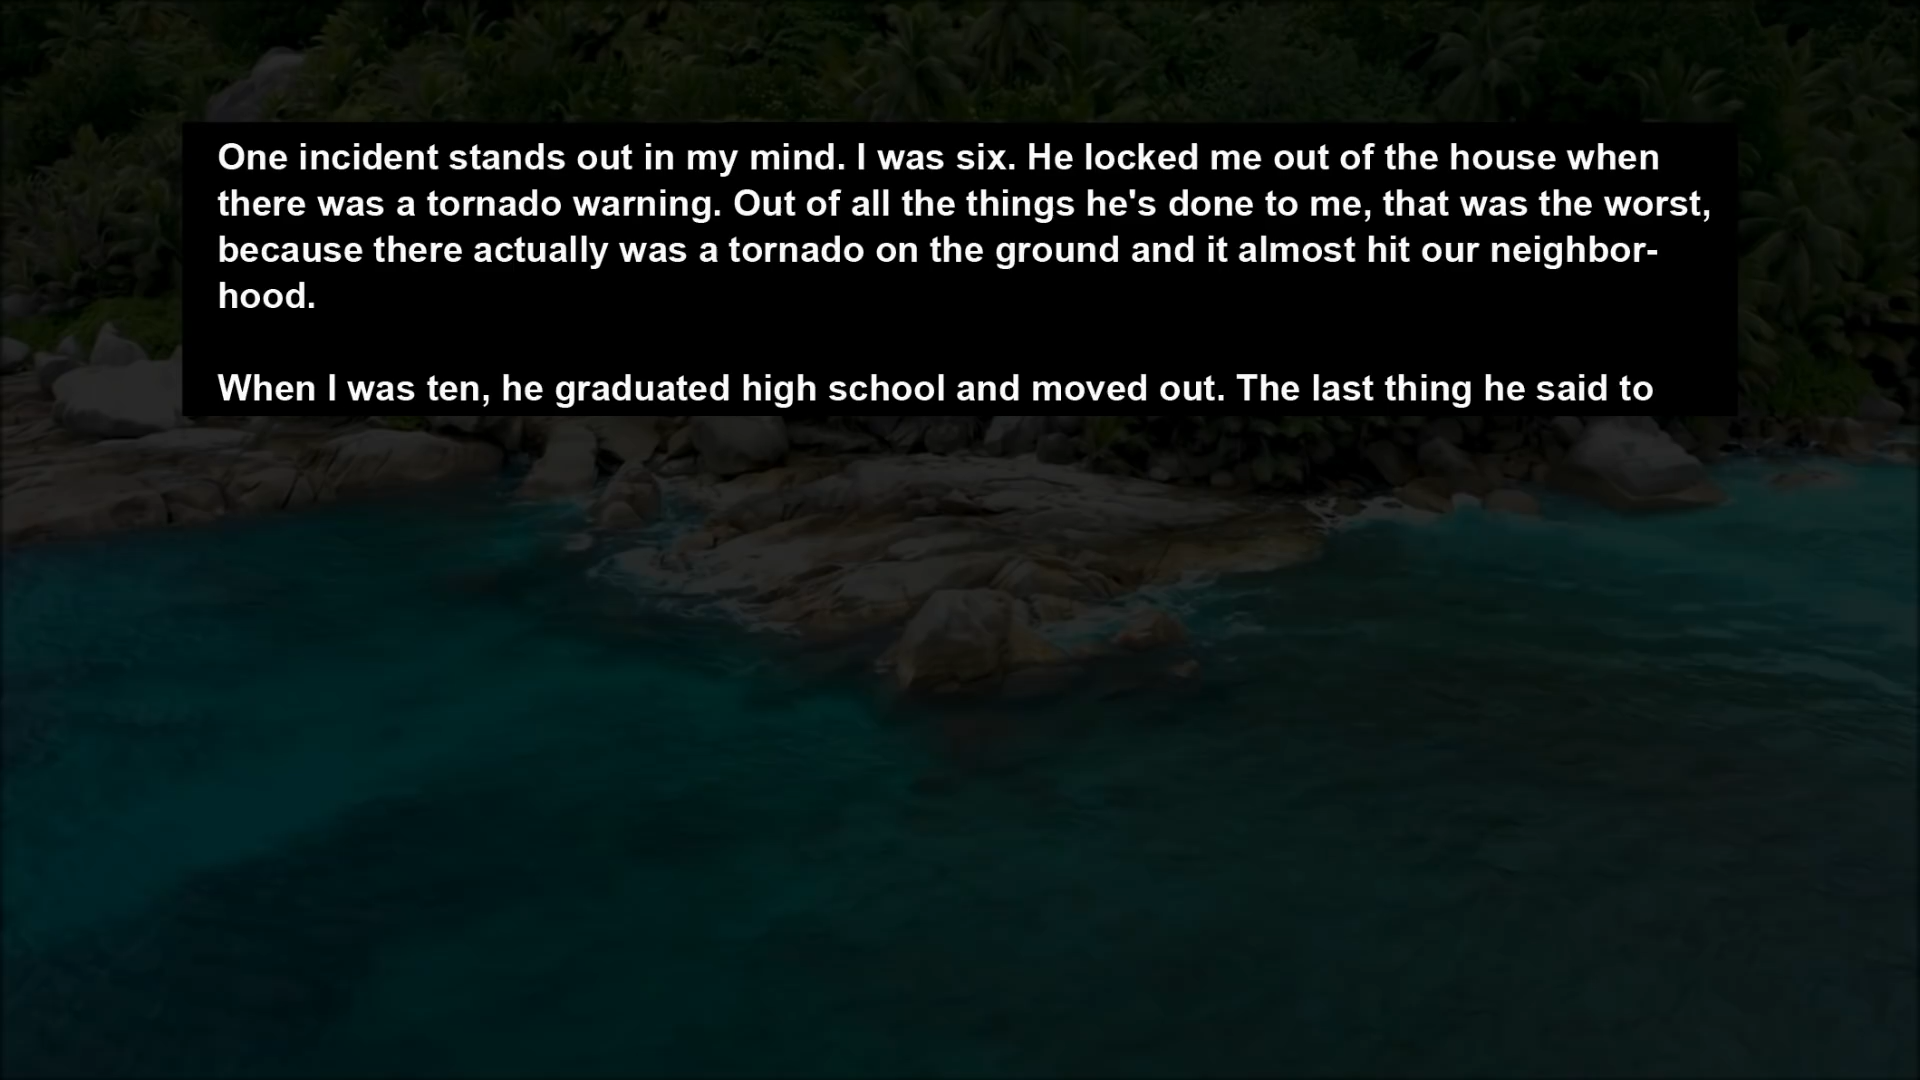 One incident stands out in my mind. I was six. He locked me out of the house when
there was a tornado warning. Out of all the things he's done to me, that was the worst,
because there actually was a tornado on the ground and it almost hit our neighbor-
hood.
When I was ten, he graduated high school and moved out. The last thing he said to